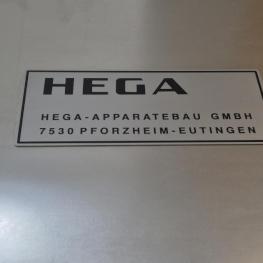 HEGA
HEGA-APPARATEBAU GMBH
7530 PFORZHEIM-EUTINGEN